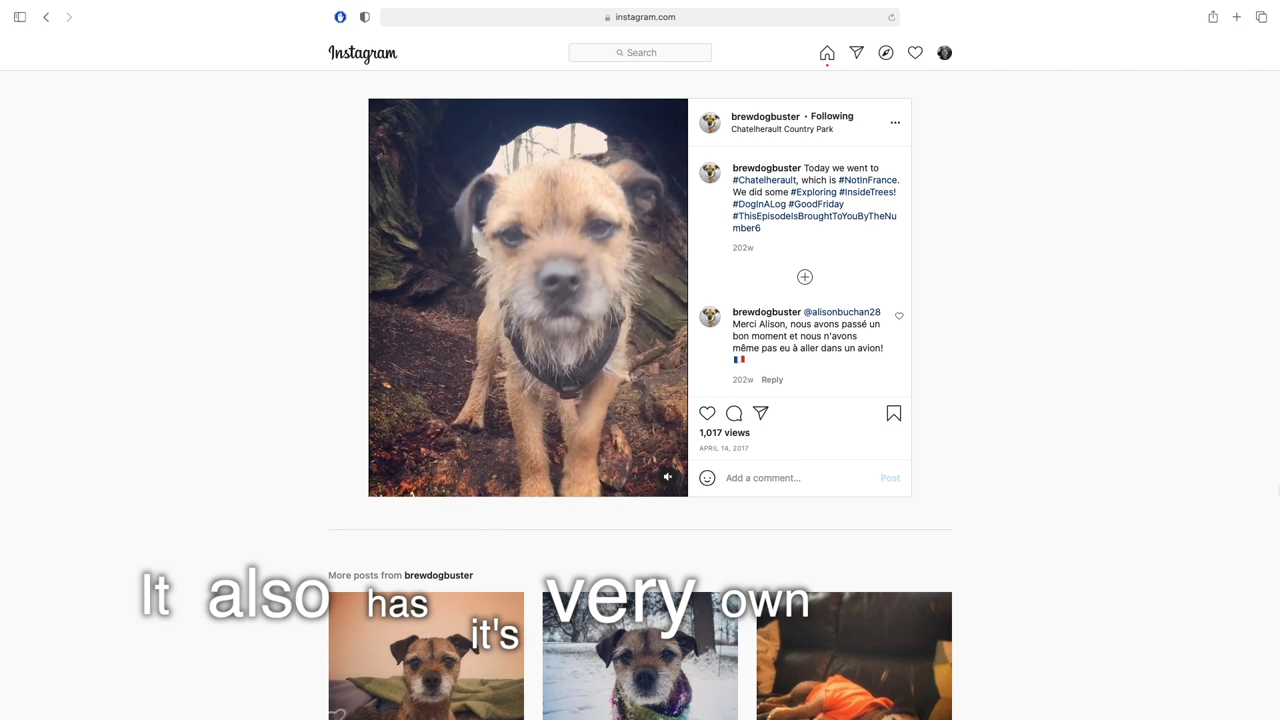 instagram.com
Instagram
Search
brewdogbuster • Following
Chatelherault Country Park
brewdogbuster Today we went to
#Chatelherault, which is #NotInFrance.
We did some #Exploring #InsideTrees!
#DogInALog #GoodFriday
#ThisEpisodeIsBroughtToYouByTheNu
mber6
202w
brewdogbuster @alisonbuchan28
Merci Alison, nous avons passé un
bon moment et nous n'avons
même pas eu à aller dans un avion!
🇫🇷
202w Reply
1,017 views
APRIL 14, 2017
Add a comment... Post
More posts from brewdogbuster
It also has it's very own